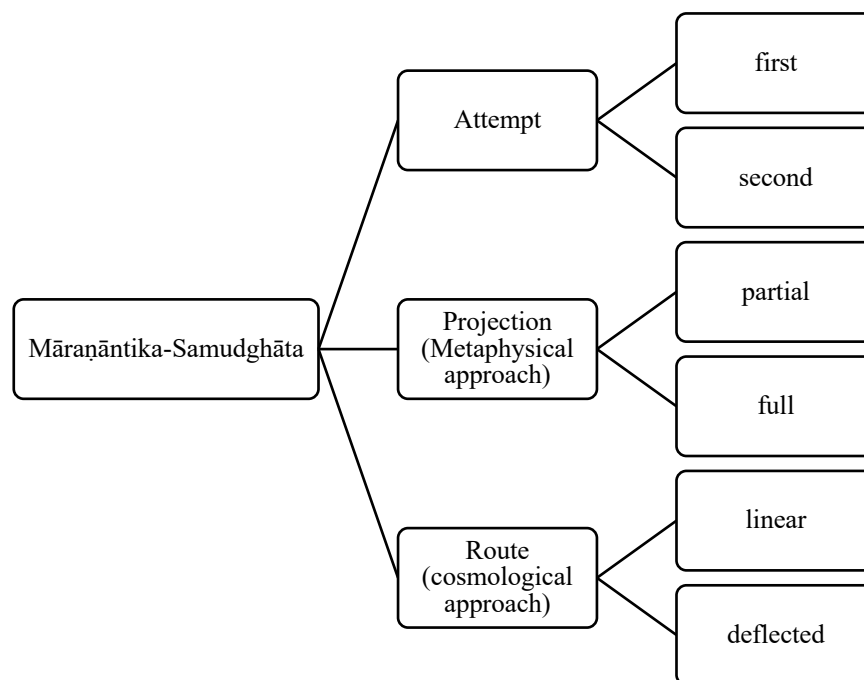 Māraṇāntika-Samudghāta
Attempt
first
second
Projection
(Metaphysical
approach)
partial
full
Route
(cosmological
approach)
linear
deflected